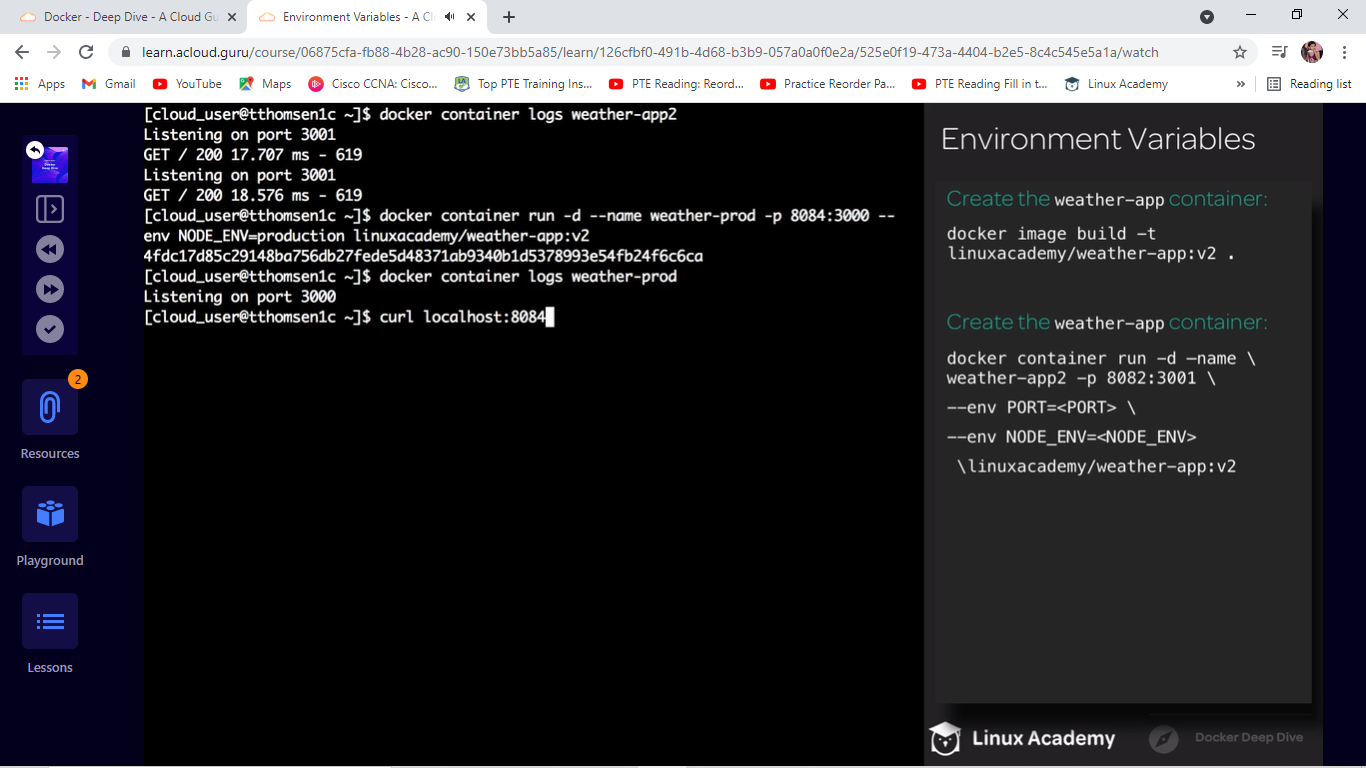 Docker - Deep Dive - A Cloud Gu
Environment Variables - A Cl
learn.acloud.guru/course/06875cfa-fb88-4b28-ac90-150e73bb5a85/learn/126cfbf0-491b-4d68-b3b9-057a0a0f0e2a/525e0f19-473a-4404-b2e5-8c4c545e5a1a/watch
Apps Gmail YouTube Maps Cisco CCNA: Cisco... Top PTE Training Ins... PTE Reading: Reord... Practice Reorder Pa... PTE Reading Fill in t... Linux Academy » Reading list
[cloud_user@tthomsen1c ~]$ docker container logs weather-app2
Listening on port 3001
GET / 200 17.707 ms - 619
Listening on port 3001
GET / 200 18.576 ms - 619
[cloud_user@tthomsen1c ~]$ docker container run -d --name weather-prod -p 8084:3000 --
env NODE_ENV=production linuxacademy/weather-app:v2
4fdc17d85c29148ba756db27fede5d48371ab9340b1d5378993e54fb24f6c6ca
[cloud_user@tthomsen1c ~]$ docker container logs weather-prod
Listening on port 3000
[cloud_user@tthomsen1c ~]$ curl localhost:8084
2
Resources
Playground
Lessons
Environment Variables
Create the weather-app container:
docker image build -t
linuxacademy/weather-app:v2 .
Create the weather-app container:
docker container run -d -name \
weather-app2 -p 8082:3001 \
--env PORT=<PORT> \
--env NODE_ENV=<NODE_ENV>
\linuxacademy/weather-app:v2
Linux Academy
Docker Deep Dive